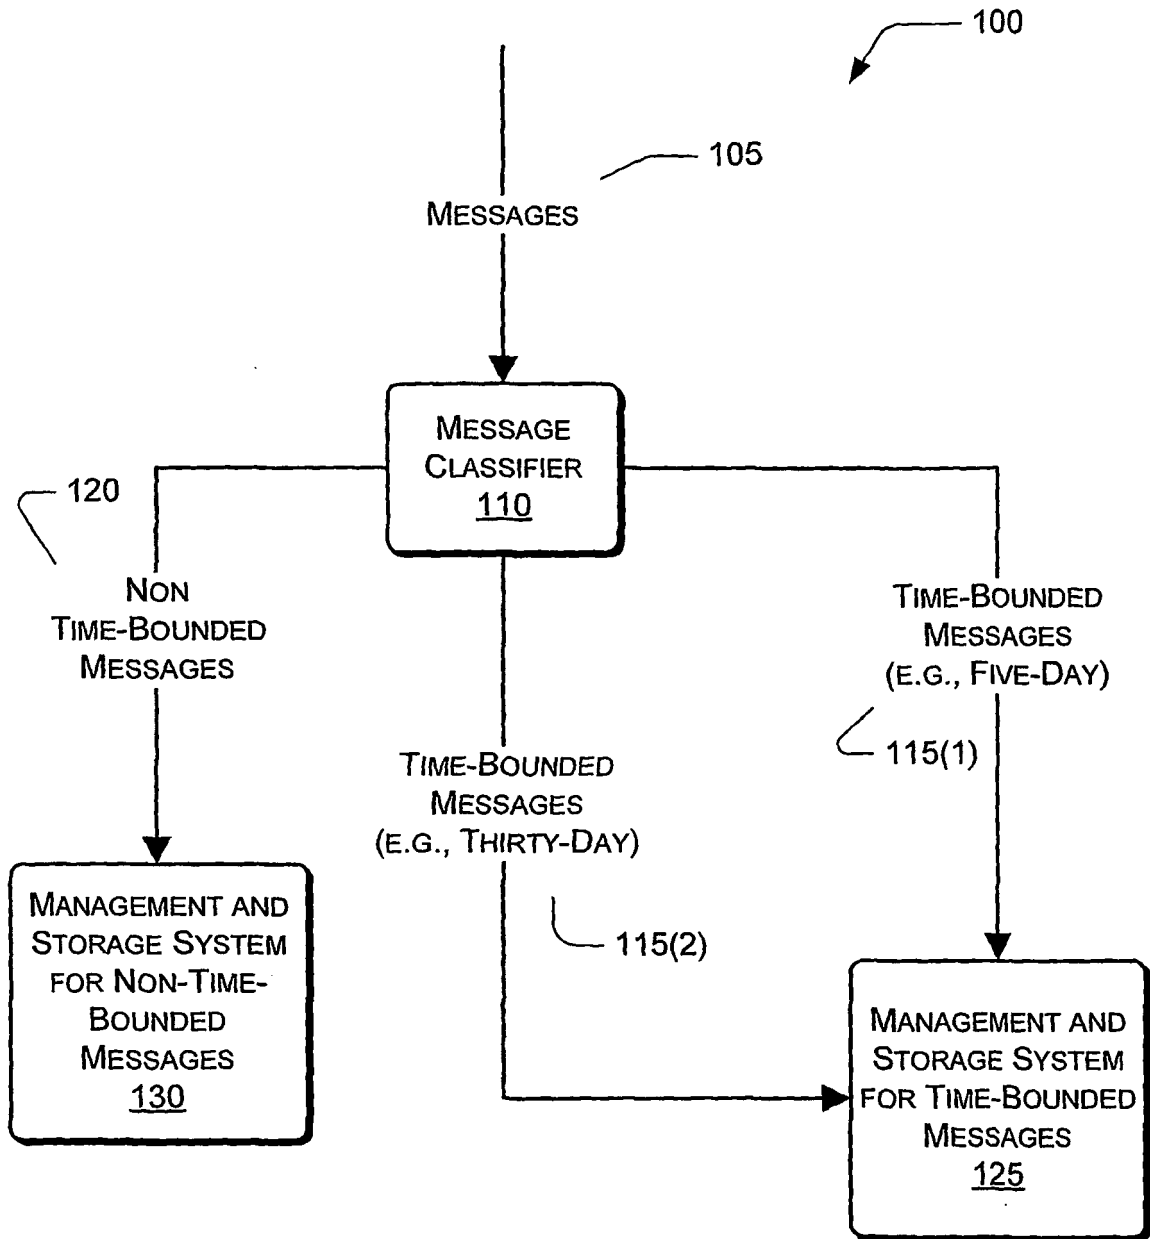 100
105
MESSAGES
MESSAGE
CLASSIFIER
110
120
NON
TIME-BOUNDED
MESSAGES
TIME-BOUNDED
MESSAGES
(E.G., FIVE-DAY)
115(1)
TIME-BOUNDED
MESSAGES
(E.G., THIRTY-DAY)
115(2)
MANAGEMENT AND
STORAGE SYSTEM
FOR NON-TIME-
BOUNDED
MESSAGES
130
MANAGEMENT AND
STORAGE SYSTEM
FOR TIME-BOUNDED
MESSAGES
125